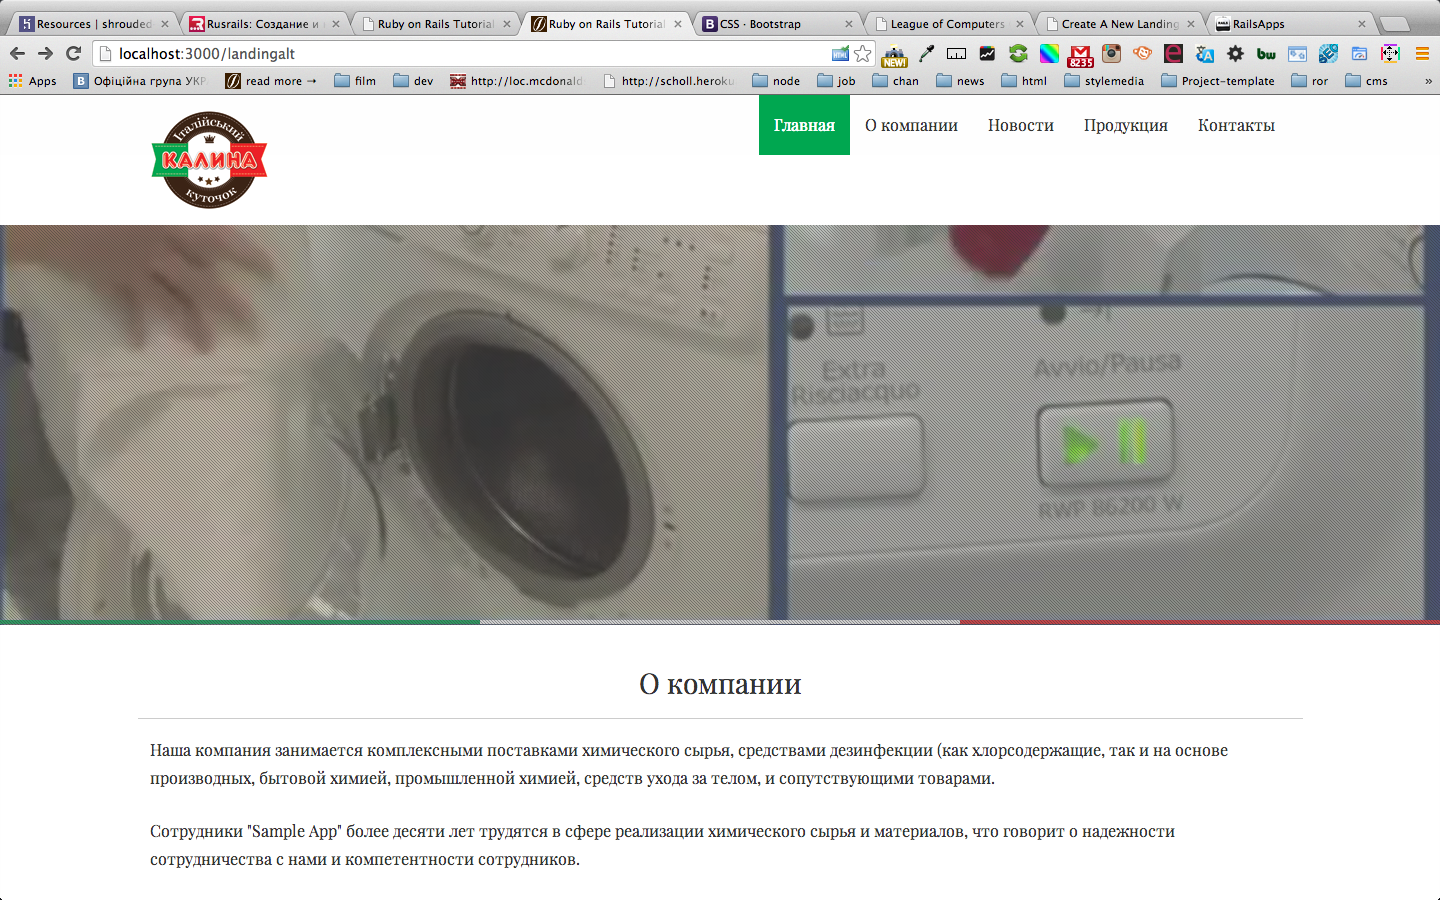 Resources | shrouded
Rusrails: Создание и
Ruby on Rails Tutorial
Ruby on Rails Tutorial
CSS · Bootstrap
League of Computers
Create A New Landing
RailsApps
localhost:3000/landingalt
NEW!
8235
bw
Apps
Офіційна група УКР
read more →
film
dev
http://loc.mcdonald
http://scholl.heroku
node
job
chan
news
html
stylemedia
Project-template
ror
cms
»
Італійський
КАЛИНА
куточок
Главная
О компании
Новости
Продукция
Контакты
Extra
Risciacquo
Avvio/Pausa
RWP 86200 W
О компании
Наша компания занимается комплексными поставками химического сырья, средствами дезинфекции (как хлорсодержащие, так и на основе
производных, бытовой химией, промышленной химией, средств ухода за телом, и сопутствующими товарами.
Сотрудники "Sample App" более десяти лет трудятся в сфере реализации химического сырья и материалов, что говорит о надежности
сотрудничества с нами и компетентности сотрудников.